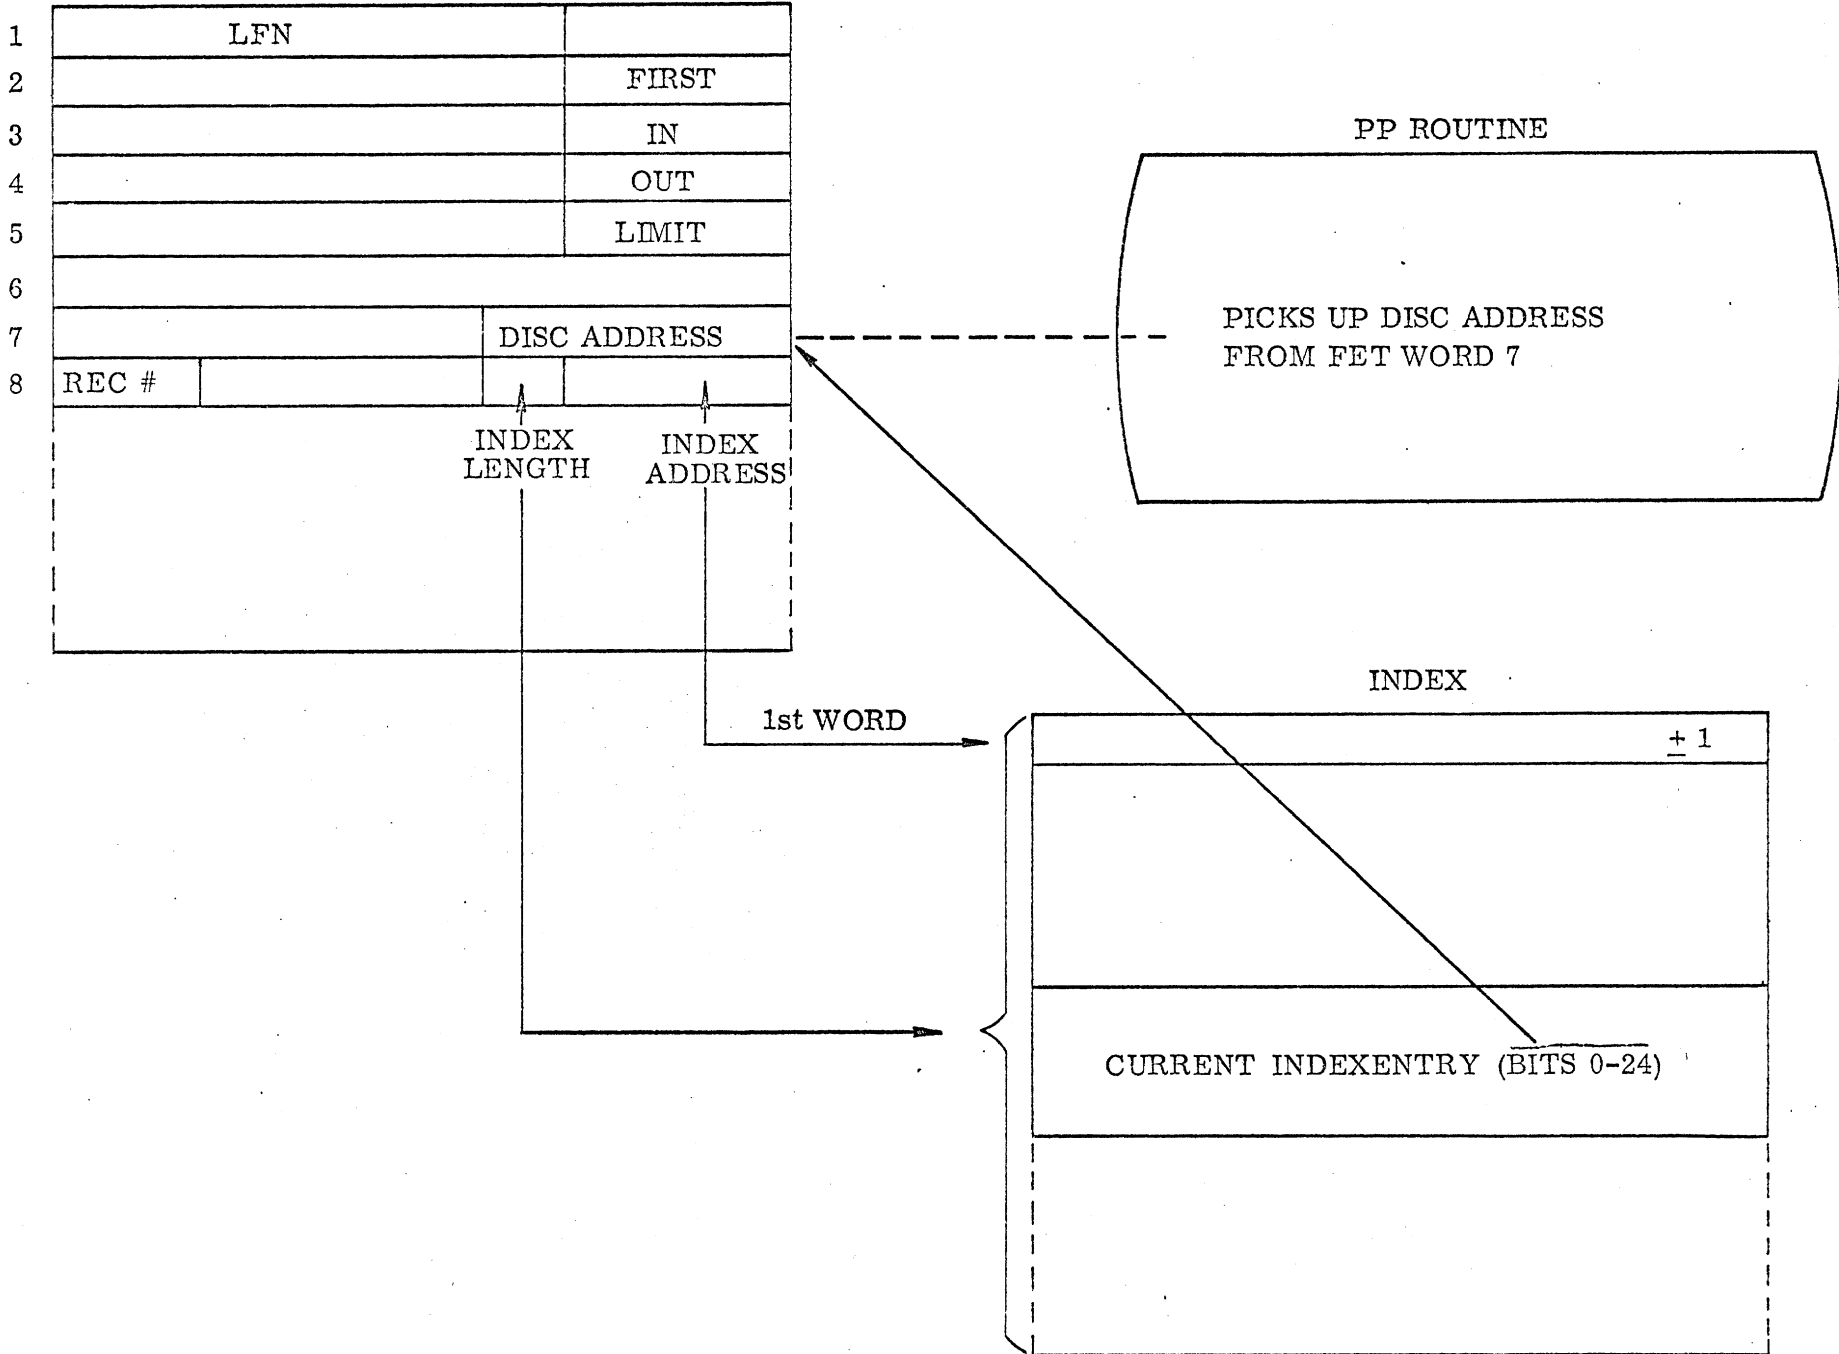 1 LFN
2 FIRST
3 IN
4 OUT
5 LIMIT
6
7 DISC ADDRESS
8 REC #
INDEX LENGTH
INDEX ADDRESS
PP ROUTINE
PICKS UP DISC ADDRESS
FROM FET WORD 7
1st WORD
INDEX
± 1
CURRENT INDEXENTRY (BITS 0-24)